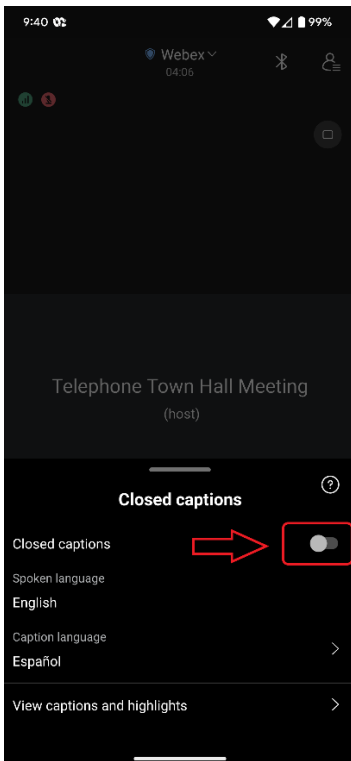 9:40 99%
Webex
04:06
Telephone Town Hall Meeting
(host)
Closed captions
Closed captions
Spoken language
English
Caption language
Español
View captions and highlights